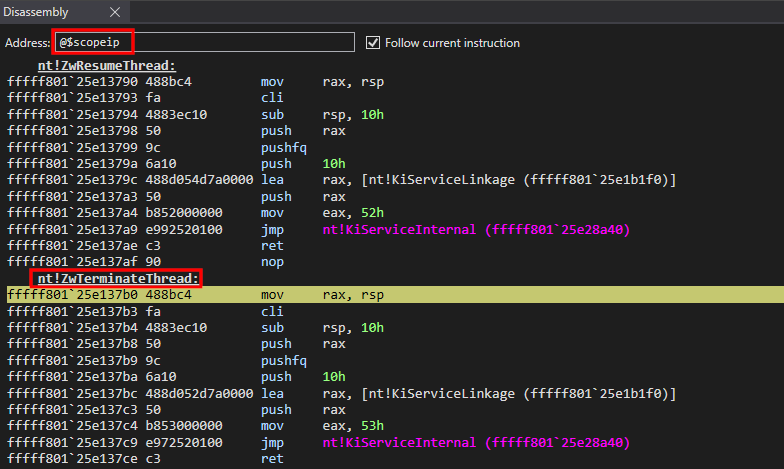 Disassembly
Address: @$scopeip Follow current instruction
nt!ZwResumeThread:
fffff801`25e13790 488bc4 mov rax, rsp
fffff801`25e13793 fa cli
fffff801`25e13794 4883ec10 sub rsp, 10h
fffff801`25e13798 50 push rax
fffff801`25e13799 9c pushfq
fffff801`25e1379a 6a10 push 10h
fffff801`25e1379c 488d054d7a0000 lea rax, [nt!KiServiceLinkage (fffff801`25e1b1f0)]
fffff801`25e137a3 50 push rax
fffff801`25e137a4 b852000000 mov eax, 52h
fffff801`25e137a9 e992520100 jmp nt!KiServiceInternal (fffff801`25e28a40)
fffff801`25e137ae c3 ret
fffff801`25e137af 90 nop
nt!ZwTerminateThread:
fffff801`25e137b0 488bc4 mov rax, rsp
fffff801`25e137b3 fa cli
fffff801`25e137b4 4883ec10 sub rsp, 10h
fffff801`25e137b8 50 push rax
fffff801`25e137b9 9c pushfq
fffff801`25e137ba 6a10 push 10h
fffff801`25e137bc 488d052d7a0000 lea rax, [nt!KiServiceLinkage (fffff801`25e1b1f0)]
fffff801`25e137c3 50 push rax
fffff801`25e137c4 b853000000 mov eax, 53h
fffff801`25e137c9 e972520100 jmp nt!KiServiceInternal (fffff801`25e28a40)
fffff801`25e137ce c3 ret